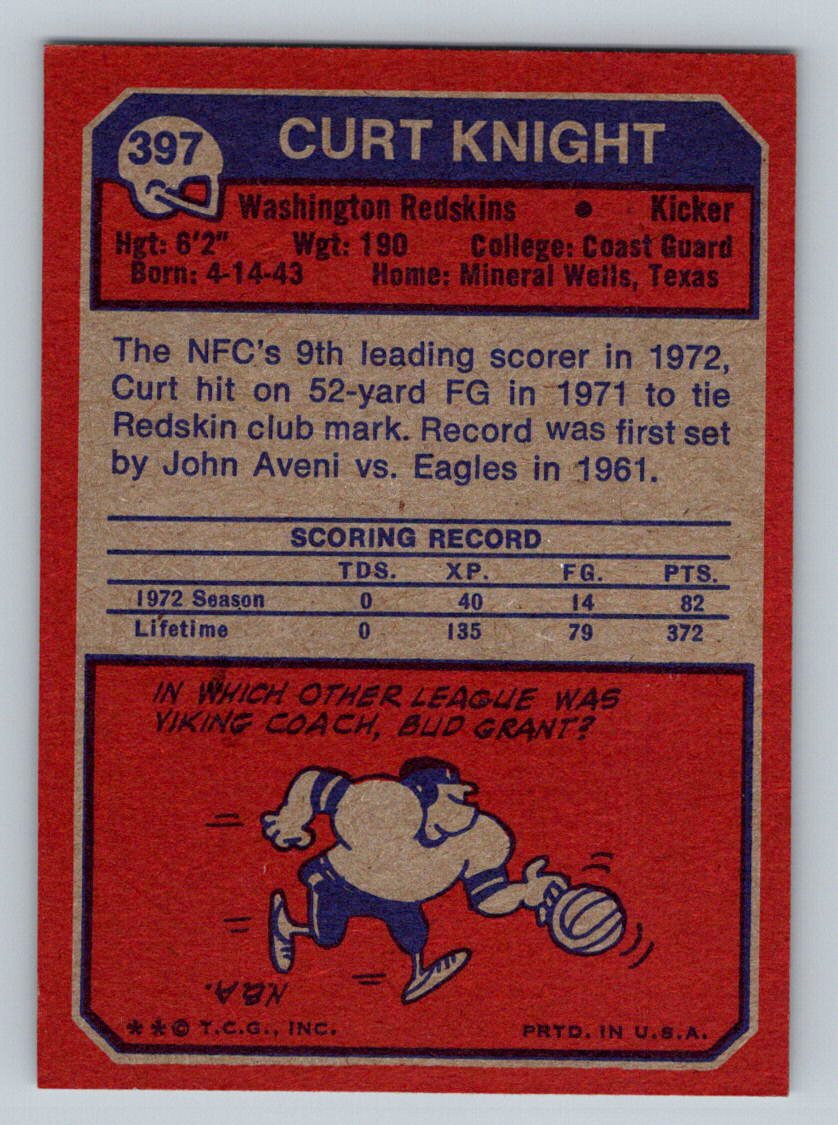 397
CURT KNIGHT
Washington Redskins • Kicker
Hgt: 6'2" Wgt: 190 College: Coast Guard
Born: 4-14-43 Home: Mineral Wells, Texas
The NFC's 9th leading scorer in 1972,
Curt hit on 52-yard FG in 1971 to tie
Redskin club mark. Record was first set
by John Aveni vs. Eagles in 1961.
SCORING RECORD
TDS. XP. FG. PTS.
1972 Season 0 40 14 82
Lifetime 0 135 79 372
IN WHICH OTHER LEAGUE WAS
VIKING COACH, BUD GRANT?
N.B.A.
**© T.C.G., INC. PRTD. IN U.S.A.